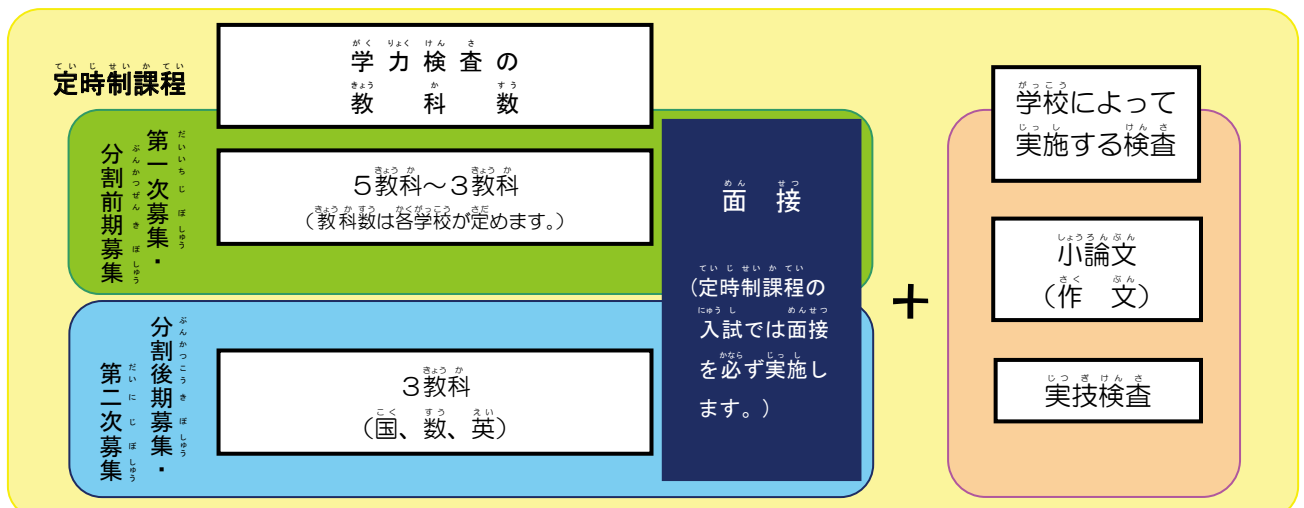 定時制課程
学力検査の
教科数
第一次募集・
分割前期募集
5教科～3教科
（教科数は各学校が定めます。）
分割後期募集・
第二次募集
3教科
（国、数、英）
面接
（定時制課程の
入試では面接
を必ず実施し
ます。）
＋
学校によって
実施する検査
小論文
（作　文）
実技検査